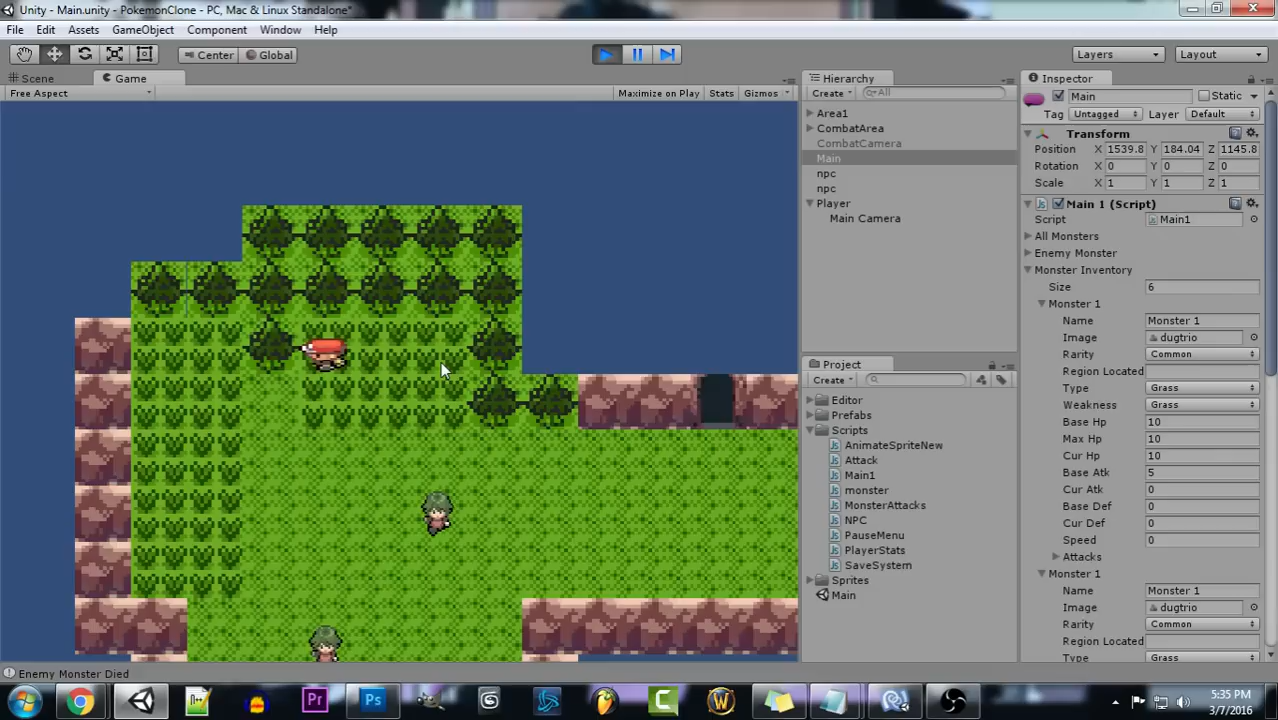 Unity - Main.unity - PokemonClone - PC, Mac & Linux Standalone*
File Edit Assets GameObject Component Window Help
Center Global Layers Layout
Scene Game
Free Aspect Maximize on Play Stats Gizmos
Hierarchy
Create All
Area1
CombatArea
CombatCamera
Main
npc
npc
Player
Main Camera
Project
Create
Editor
Prefabs
Scripts
AnimateSpriteNew
Attack
Main1
monster
MonsterAttacks
NPC
PauseMenu
PlayerStats
SaveSystem
Sprites
Main
Inspector
Main Static
Tag Untagged Layer Default
Transform
Position X 1539.8 Y 184.04 Z 1145.8
Rotation X 0 Y 0 Z 0
Scale X 1 Y 1 Z 1
Main 1 (Script)
Script Main1
All Monsters
Enemy Monster
Monster Inventory
Size 6
Monster 1
Name Monster 1
Image dugtrio
Rarity Common
Region Located
Type Grass
Weakness Grass
Base Hp 10
Max Hp 10
Cur Hp 10
Base Atk 5
Cur Atk 0
Base Def 0
Cur Def 0
Speed 0
Attacks
Monster 1
Name Monster 1
Image dugtrio
Rarity Common
Region Located
Type Grass
Enemy Monster Died
Pr Ps C W
5:35 PM
3/7/2016